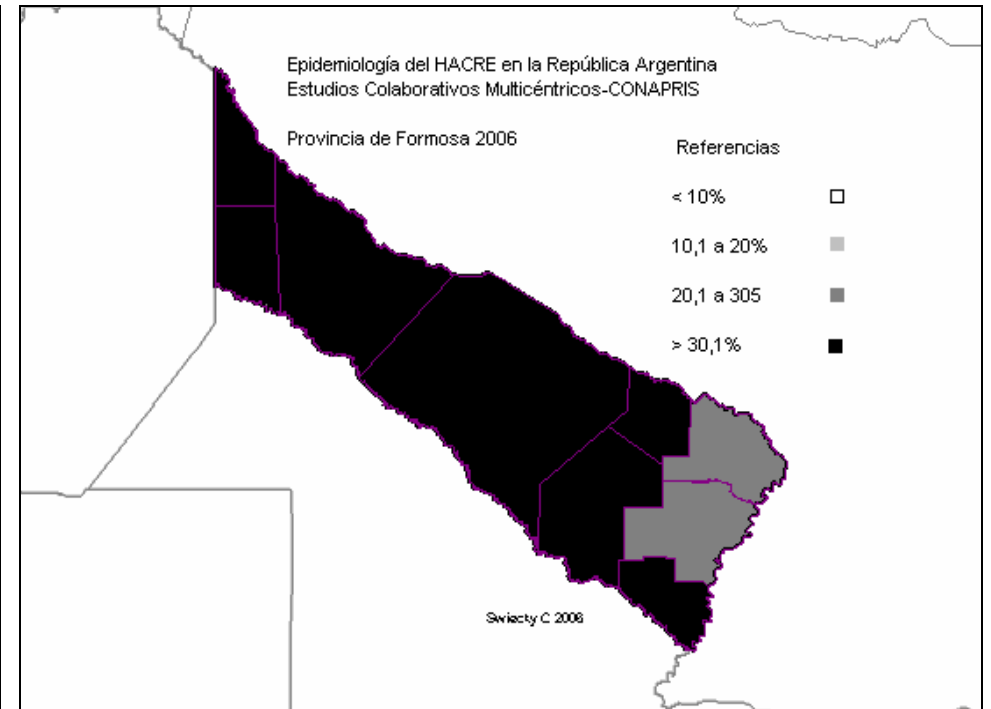 Epidemiología del HACRE en la República Argentina
Estudios Colaborativos Multicéntricos-CONAPRIS
Provincia de Formosa 2006
Referencias
< 10%
10,1 a 20%
20,1 a 305
> 30,1%
Swiecty C 2006